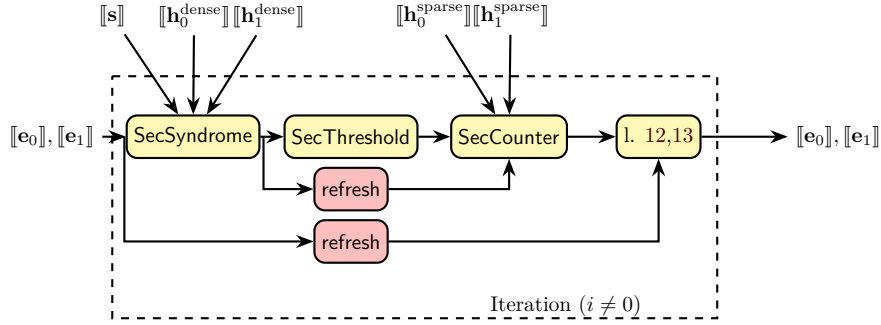 ⟦s⟧ ⟦h₀^dense⟧ ⟦h₁^dense⟧ ⟦h₀^sparse⟧ ⟦h₁^sparse⟧
⟦e₀⟧, ⟦e₁⟧ SecSyndrome SecThreshold SecCounter l. 12,13 ⟦e₀⟧, ⟦e₁⟧
refresh
refresh
Iteration (i ≠ 0)